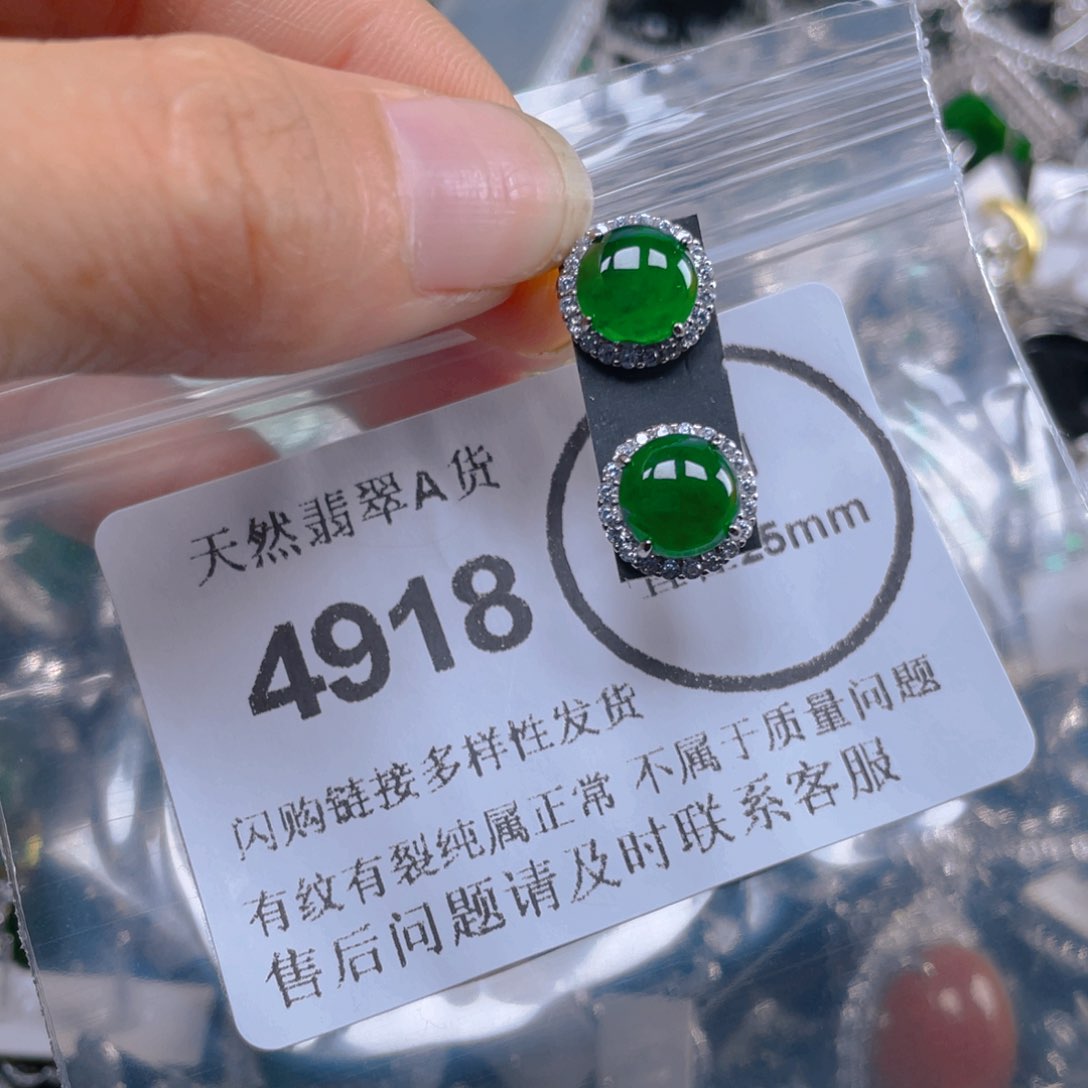 天然翡翠A货
4918
25mm
闪购链接多样性发货
有纹有裂纯属正常 不属于质量问题
售后问题请及时联系客服